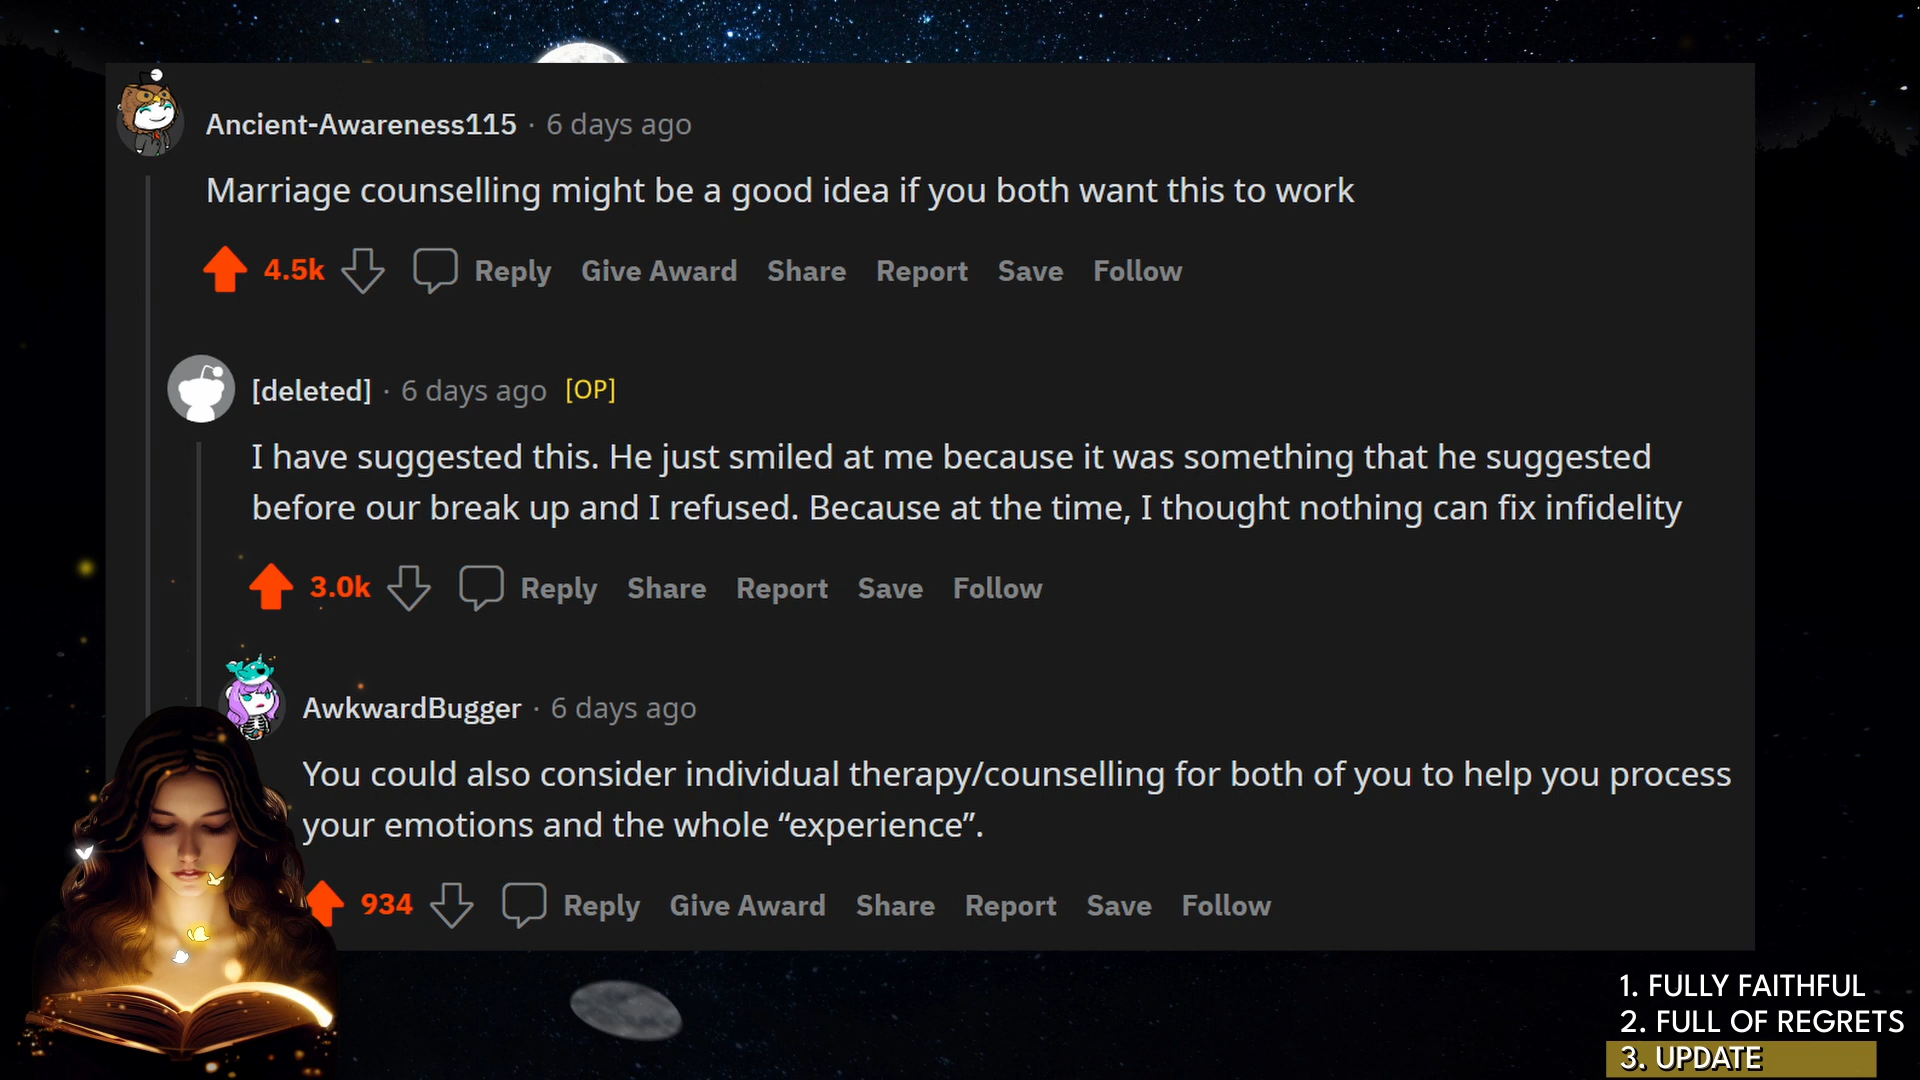 Ancient-Awareness115 · 6 days ago
Marriage counselling might be a good idea if you both want this to work
4.5k Reply Give Award Share Report Save Follow
[deleted] · 6 days ago [OP]
I have suggested this. He just smiled at me because it was something that he suggested
before our break up and I refused. Because at the time, I thought nothing can fix infidelity
3.0k Reply Share Report Save Follow
AwkwardBugger · 6 days ago
You could also consider individual therapy/counselling for both of you to help you process
your emotions and the whole “experience”.
934 Reply Give Award Share Report Save Follow
1. FULLY FAITHFUL
2. FULL OF REGRETS
3. UPDATE